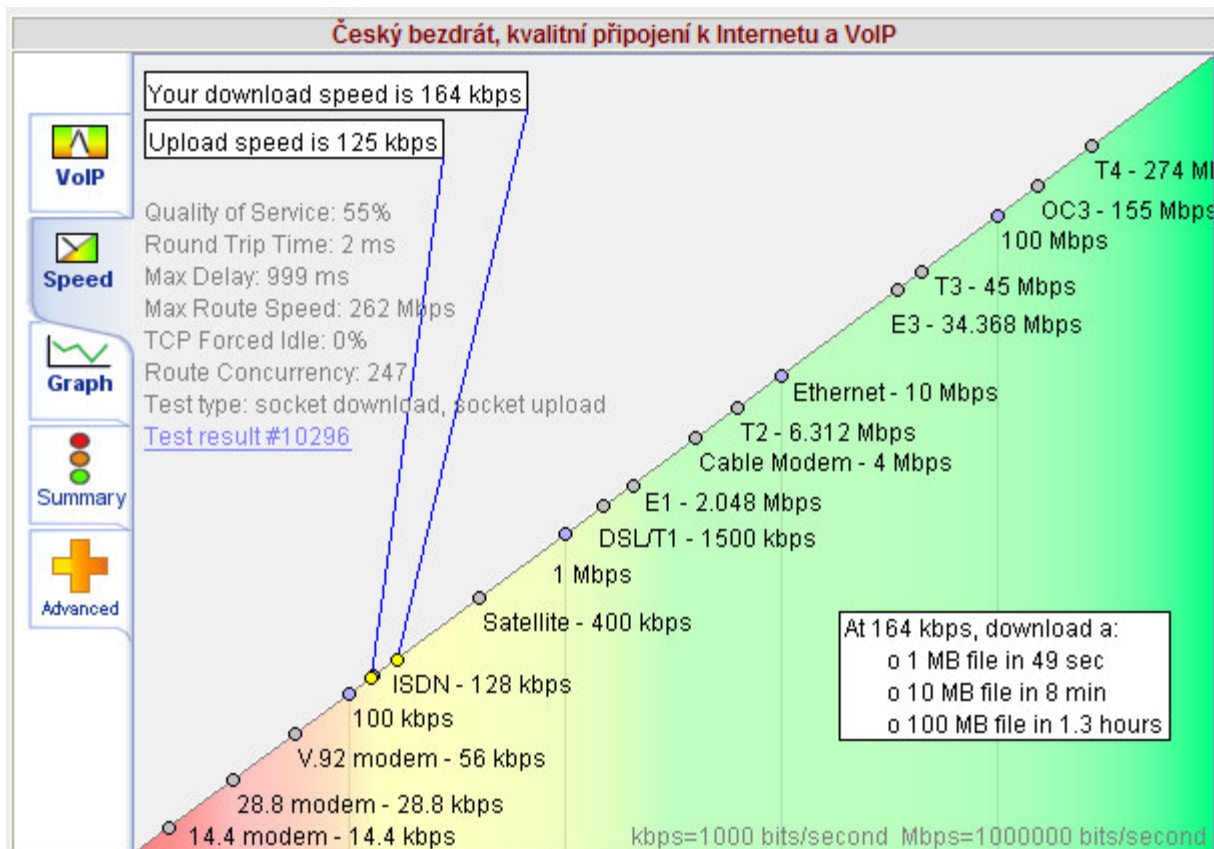 Český bezdrát, kvalitní připojení k Internetu a VoIP
Your download speed is 164 kbps
Upload speed is 125 kbps
VoIP
Speed
Graph
Summary
Advanced
Quality of Service: 55%
Round Trip Time: 2 ms
Max Delay: 999 ms
Max Route Speed: 262 Mbps
TCP Forced Idle: 0%
Route Concurrency: 247
Test type: socket download, socket upload
Test result #10296
T4 - 274 M
OC3 - 155 Mbps
100 Mbps
T3 - 45 Mbps
E3 - 34.368 Mbps
Ethernet - 10 Mbps
T2 - 6.312 Mbps
Cable Modem - 4 Mbps
E1 - 2.048 Mbps
DSL/T1 - 1500 kbps
1 Mbps
Satellite - 400 kbps
ISDN - 128 kbps
100 kbps
V.92 modem - 56 kbps
28.8 modem - 28.8 kbps
14.4 modem - 14.4 kbps
At 164 kbps, download a:
o 1 MB file in 49 sec
o 10 MB file in 8 min
o 100 MB file in 1.3 hours
kbps=1000 bits/second Mbps=1000000 bits/second